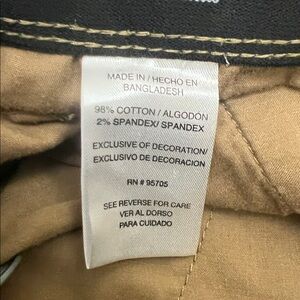 MADE IN / HECHO EN
BANGLADESH
98% COTTON / ALGODÓN
2% SPANDEX/ SPANDEX
EXCLUSIVE OF DECORATION/
EXCLUSIVO DE DECORACION
RN # 95705
SEE REVERSE FOR CARE
VER AL DORSO
PARA CUIDADO